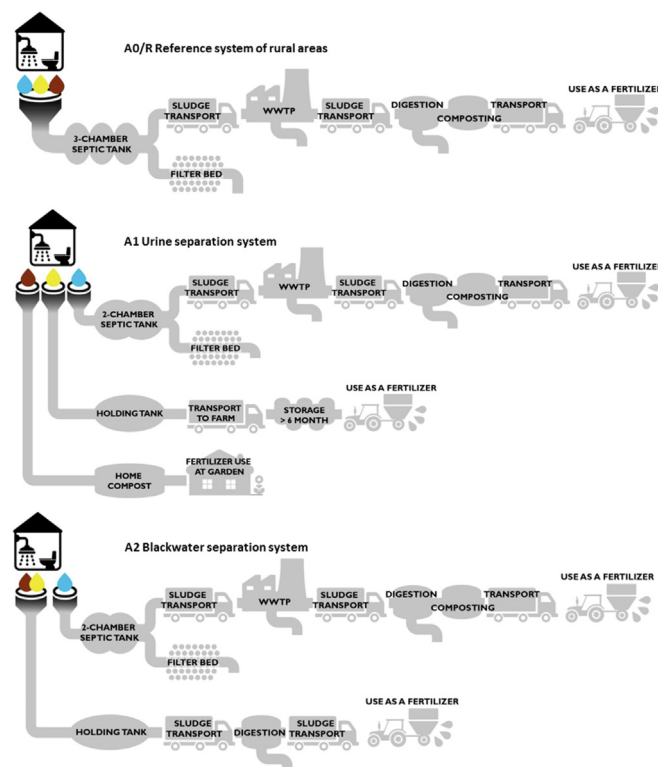 A0/R Reference system of rural areas
USE AS A FERTILIZER
SLUDGE
TRANSPORT
WWTP
SLUDGE
TRANSPORT
DIGESTION
COMPOSTING
TRANSPORT
3-CHAMBER
SEPTIC TANK
FILTER BED
A1 Urine separation system
USE AS A FERTILIZER
SLUDGE
TRANSPORT
WWTP
SLUDGE
TRANSPORT
DIGESTION
COMPOSTING
TRANSPORT
2-CHAMBER
SEPTIC TANK
FILTER BED
USE AS A FERTILIZER
HOLDING TANK
TRANSPORT
TO FARM
STORAGE
> 6 MONTH
HOME
COMPOST
FERTILIZER USE
AT GARDEN
A2 Blackwater separation system
USE AS A FERTILIZER
SLUDGE
TRANSPORT
WWTP
SLUDGE
TRANSPORT
DIGESTION
COMPOSTING
TRANSPORT
2-CHAMBER
SEPTIC TANK
FILTER BED
USE AS A FERTILIZER
HOLDING TANK
SLUDGE
TRANSPORT
DIGESTION
SLUDGE
TRANSPORT